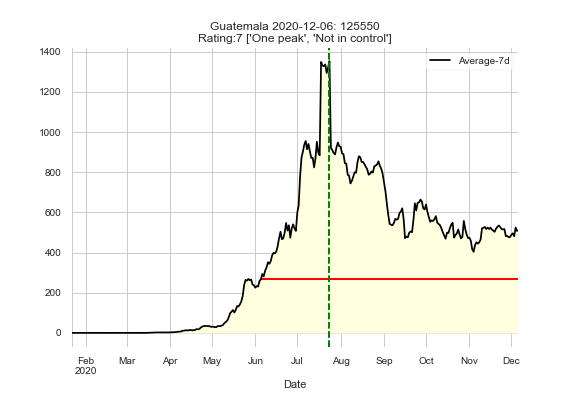 Guatemala 2020-12-06: 125550
Rating:7 ['One peak', 'Not in control']
Average-7d
1400
1200
1000
800
600
400
200
0
Feb Mar Apr May Jun Jul Aug Sep Oct Nov Dec
2020
Date